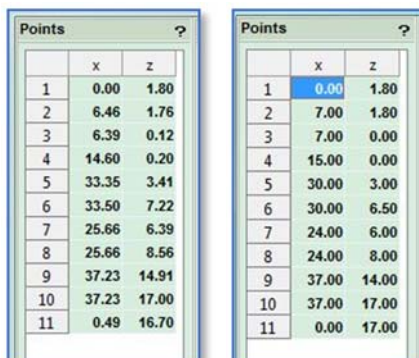 Points ?
x z
1 0.00 1.80
2 6.46 1.76
3 6.39 0.12
4 14.60 0.20
5 33.35 3.41
6 33.50 7.22
7 25.66 6.39
8 25.66 8.56
9 37.23 14.91
10 37.23 17.00
11 0.49 16.70
Points ?
x z
1 0.00 1.80
2 7.00 1.80
3 7.00 0.00
4 15.00 0.00
5 30.00 3.00
6 30.00 6.50
7 24.00 6.00
8 24.00 8.00
9 37.00 14.00
10 37.00 17.00
11 0.00 17.00